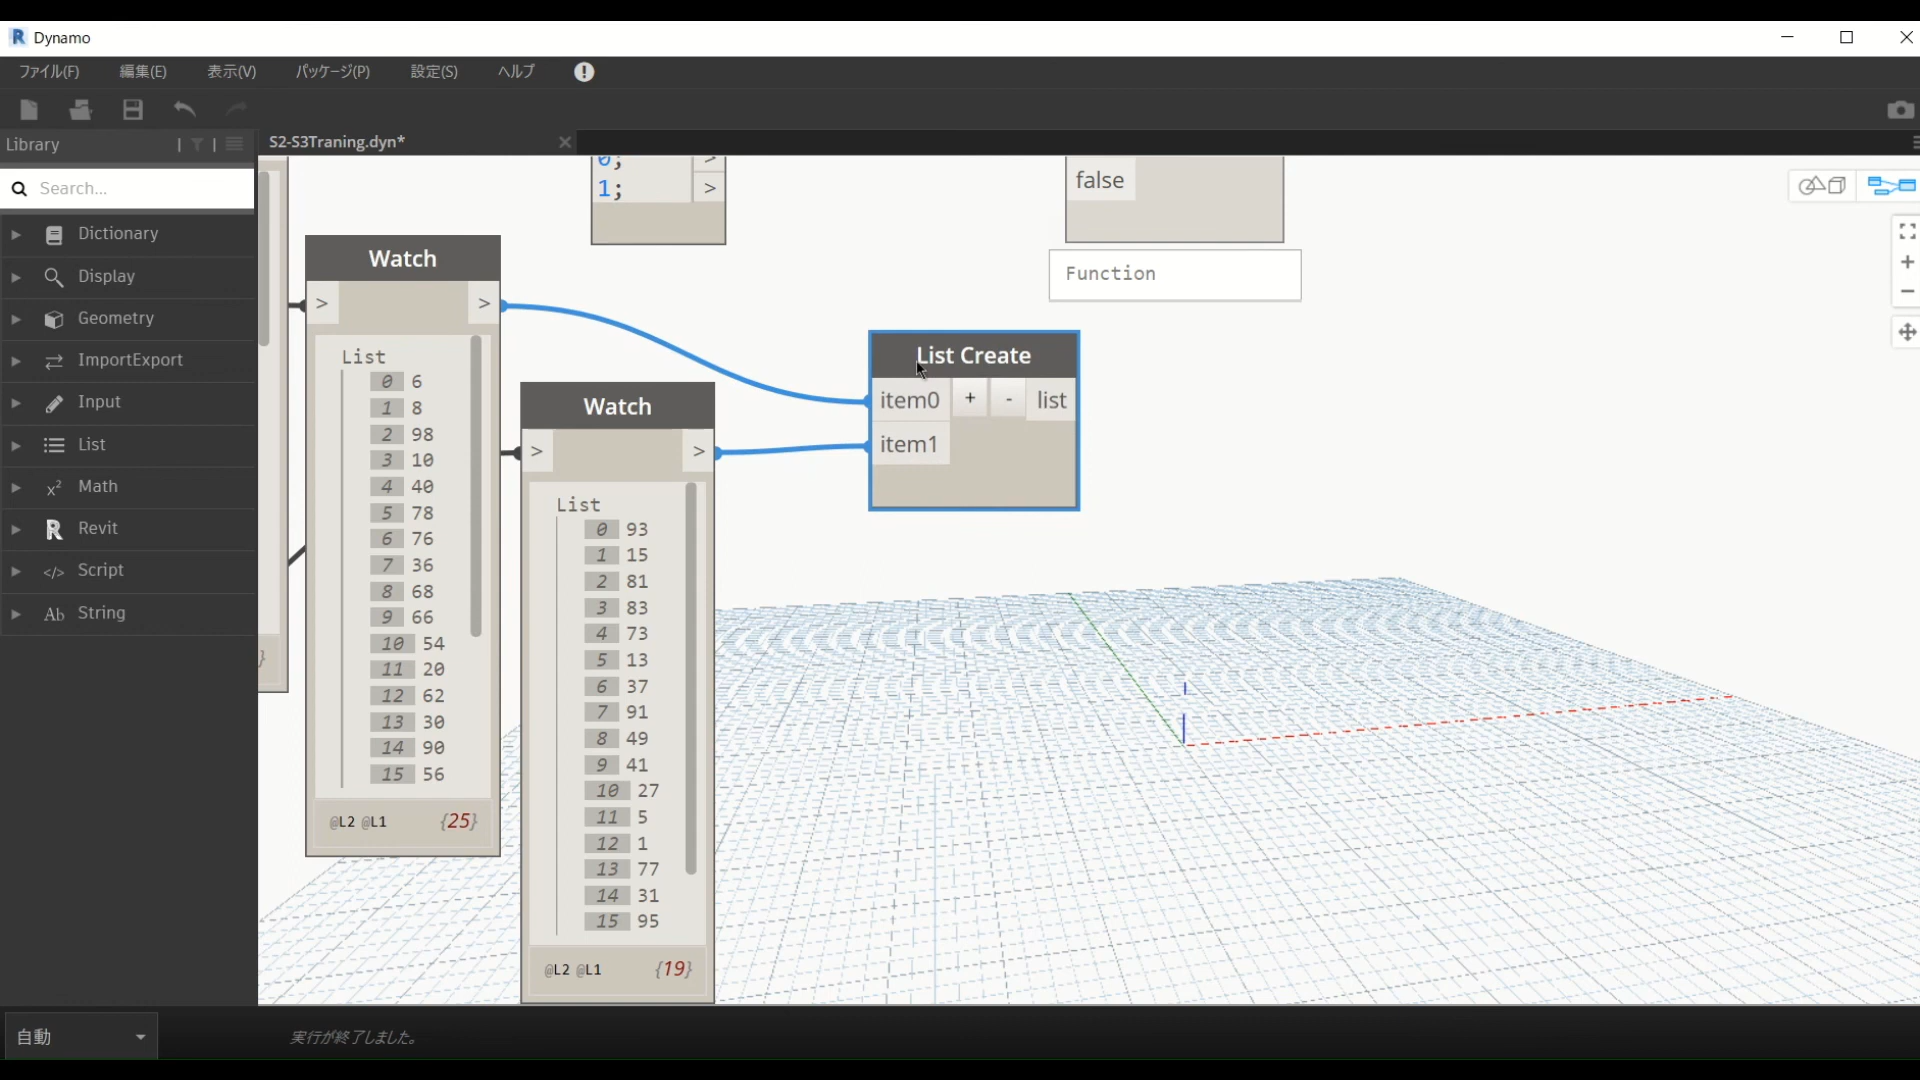 Dynamo
ファイル(F) 編集(E) 表示(V) パッケージ(P) 設定(S) ヘルプ
Library
S2-S3Traning.dyn*
Search...
Dictionary
Display
Geometry
ImportExport
Input
List
Math
Revit
Script
Ab String
0;
1; >
false
Function
Watch
> >
List
0 6
1 8
2 98
3 10
4 40
5 78
6 76
7 36
8 68
9 66
10 54
11 20
12 62
13 30
14 90
15 56
@L2 @L1 {25}
Watch
> >
List
0 93
1 15
2 81
3 83
4 73
5 13
6 37
7 91
8 49
9 41
10 27
11 5
12 1
13 77
14 31
15 95
@L2 @L1 {19}
List Create
item0 + - list
item1
自動
実行が終了しました。